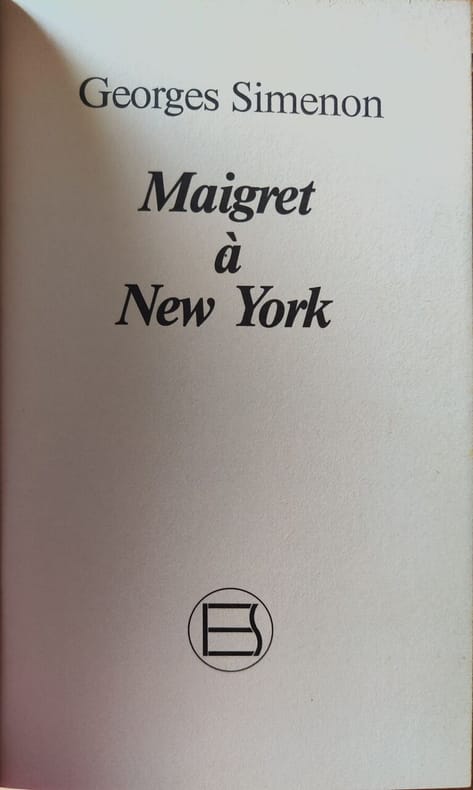 Georges Simenon
Maigret
à
New York